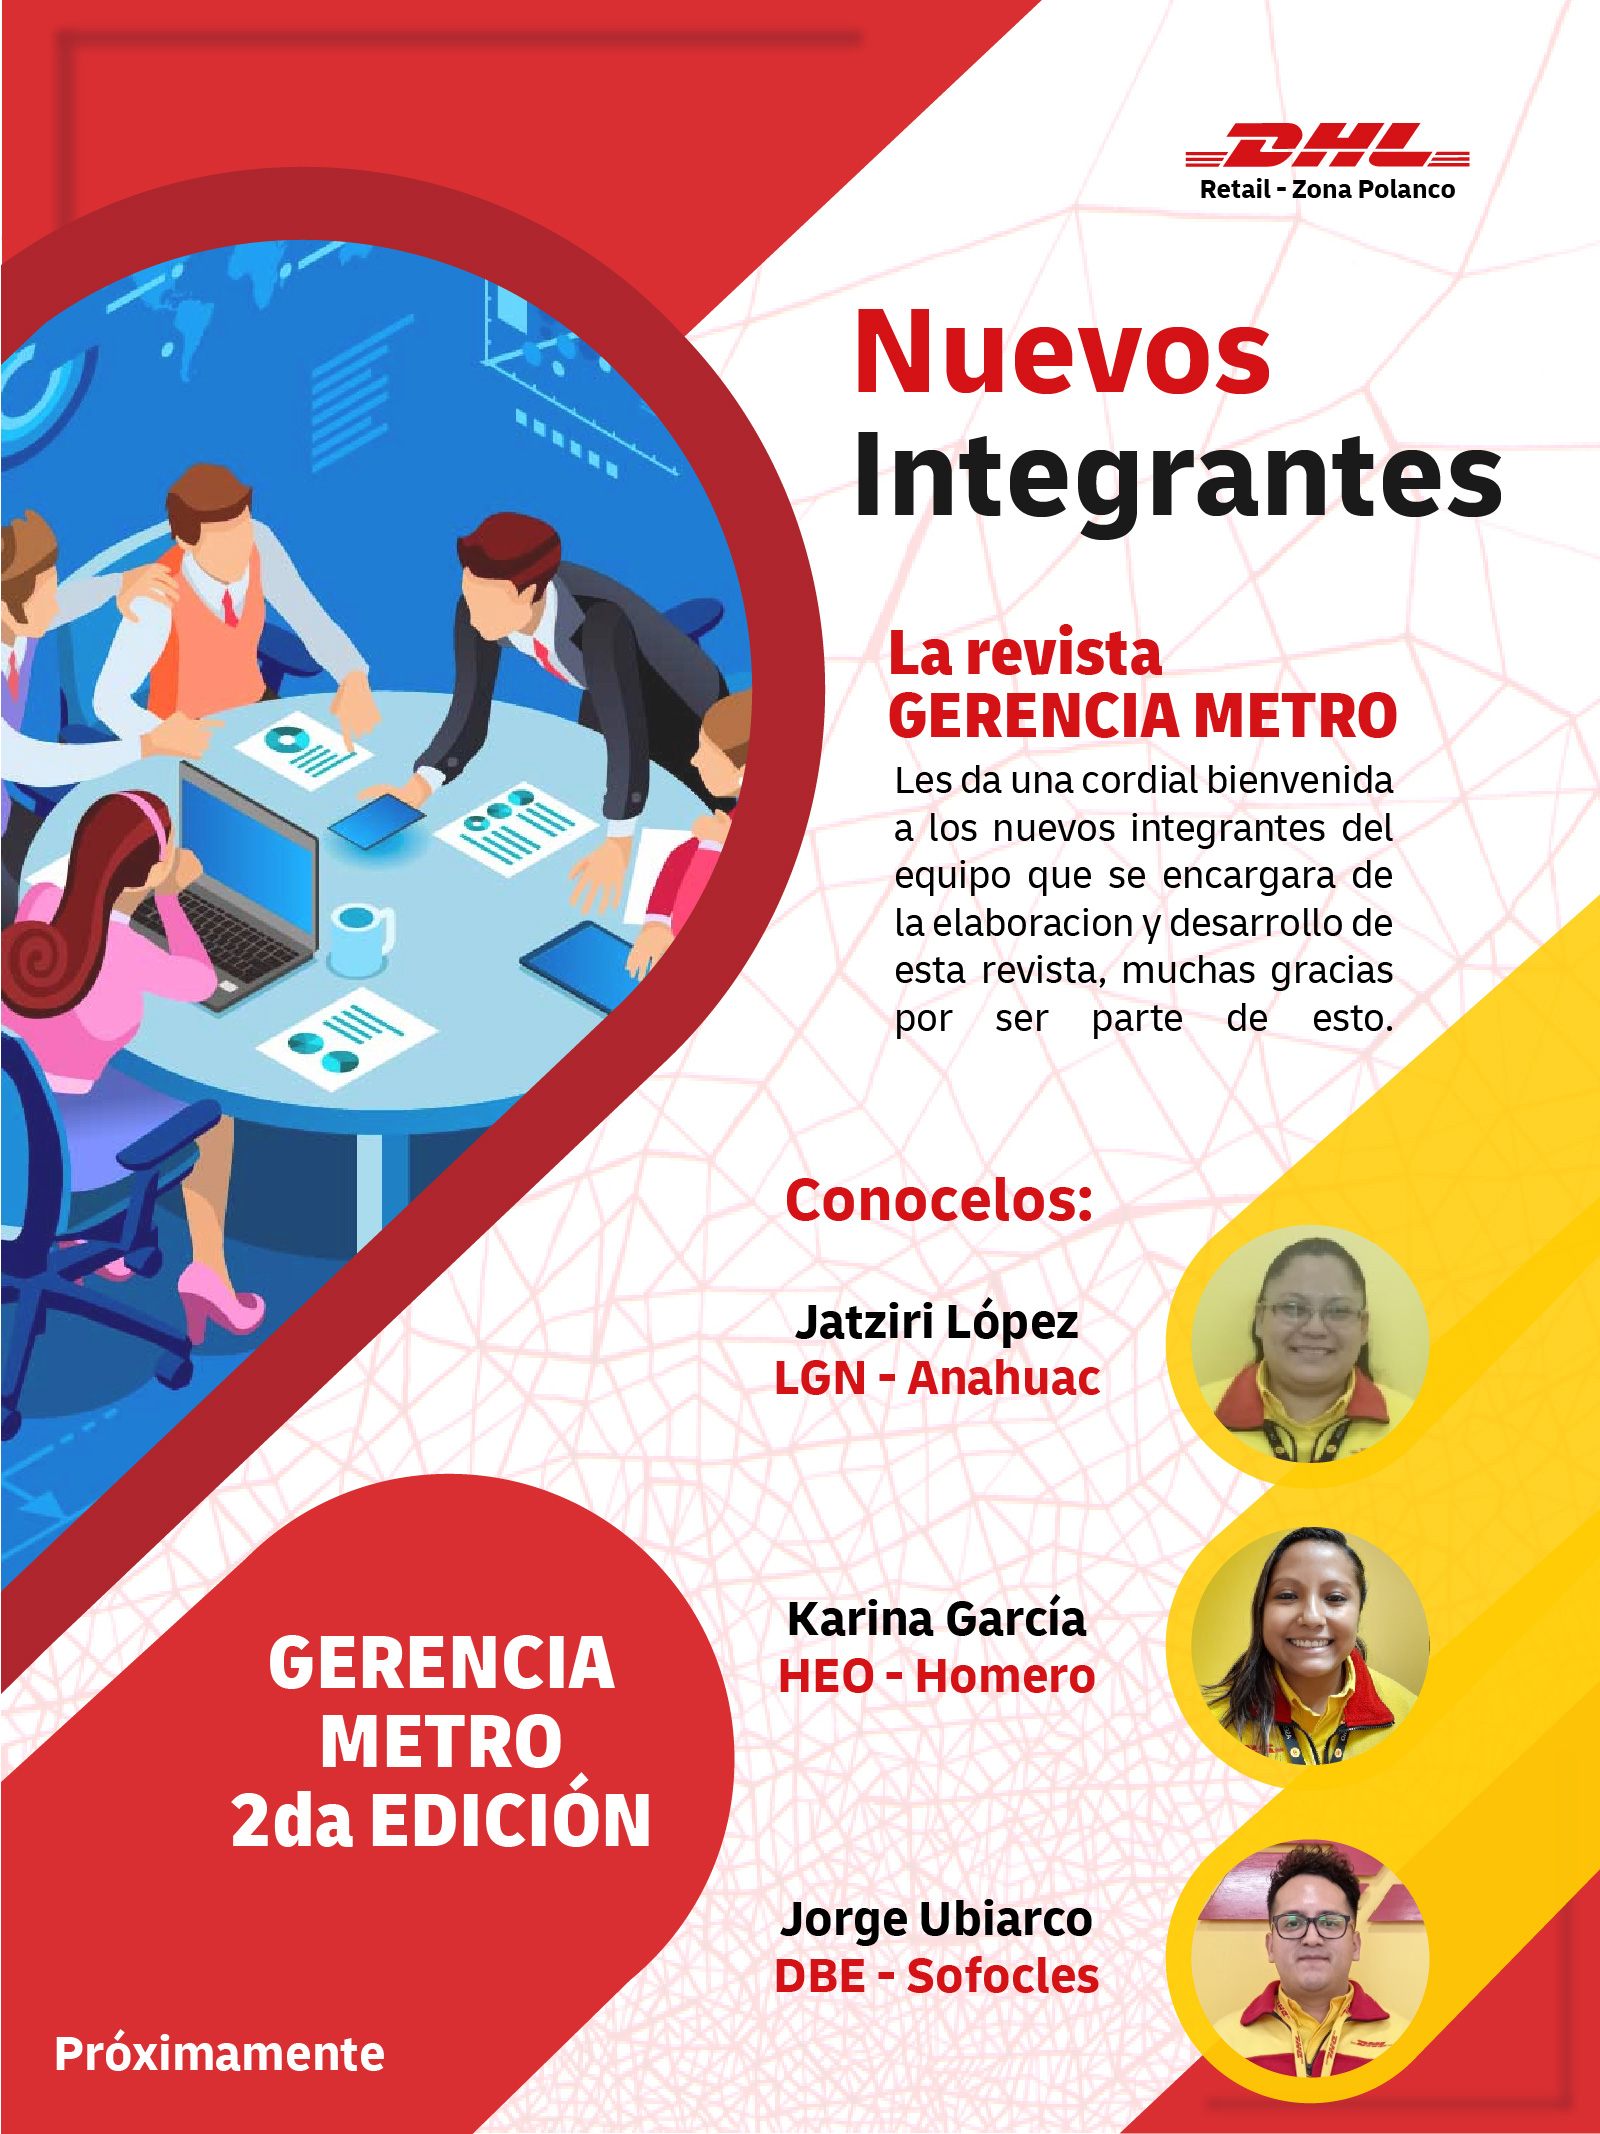 DHL
Retail - Zona Polanco
Nuevos
Integrantes
La revista
GERENCIA METRO
Les da una cordial bienvenida
a los nuevos integrantes del
equipo que se encargara de
la elaboracion y desarrollo de
esta revista, muchas gracias
por ser parte de esto.
Conocelos:
Jatziri López
LGN - Anahuac
Karina García
HEO - Homero
Jorge Ubiarco
DBE - Sofocles
GERENCIA
METRO
2da EDICIÓN
Próximamente